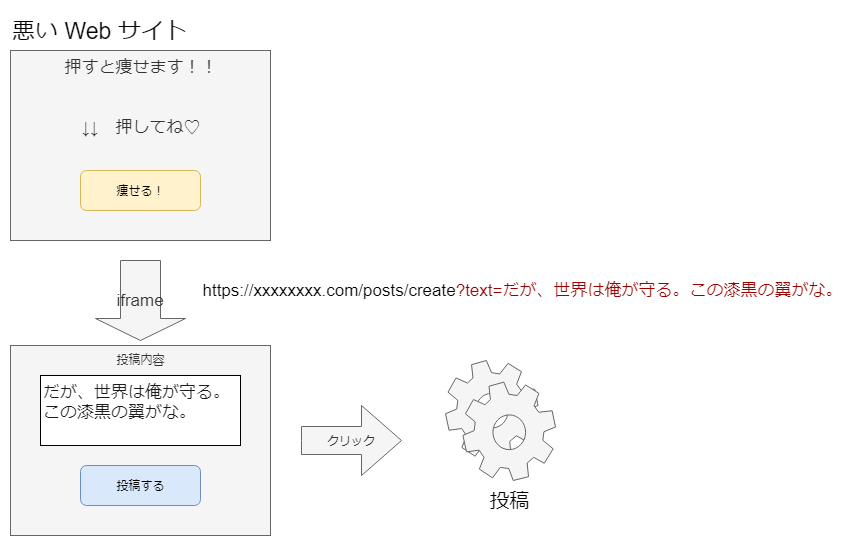 悪い Web サイト
押すと痩せます！！
↓↓　押してね♡
痩せる！
iframe
https://xxxxxxxx.com/posts/create?text=だが、世界は俺が守る。この漆黒の翼がな。
投稿内容
だが、世界は俺が守る。
この漆黒の翼がな。
クリック
投稿する
投稿